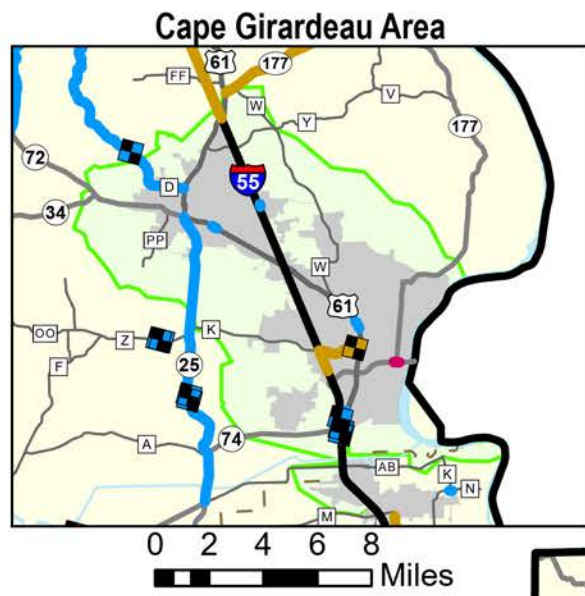 Cape Girardeau Area
61
177
FF
V
W
Y
177
72
55
D
34
PP
W
61
OO
Z
K
F
25
A
74
AB
K
N
M
0 2 4 6 8
Miles